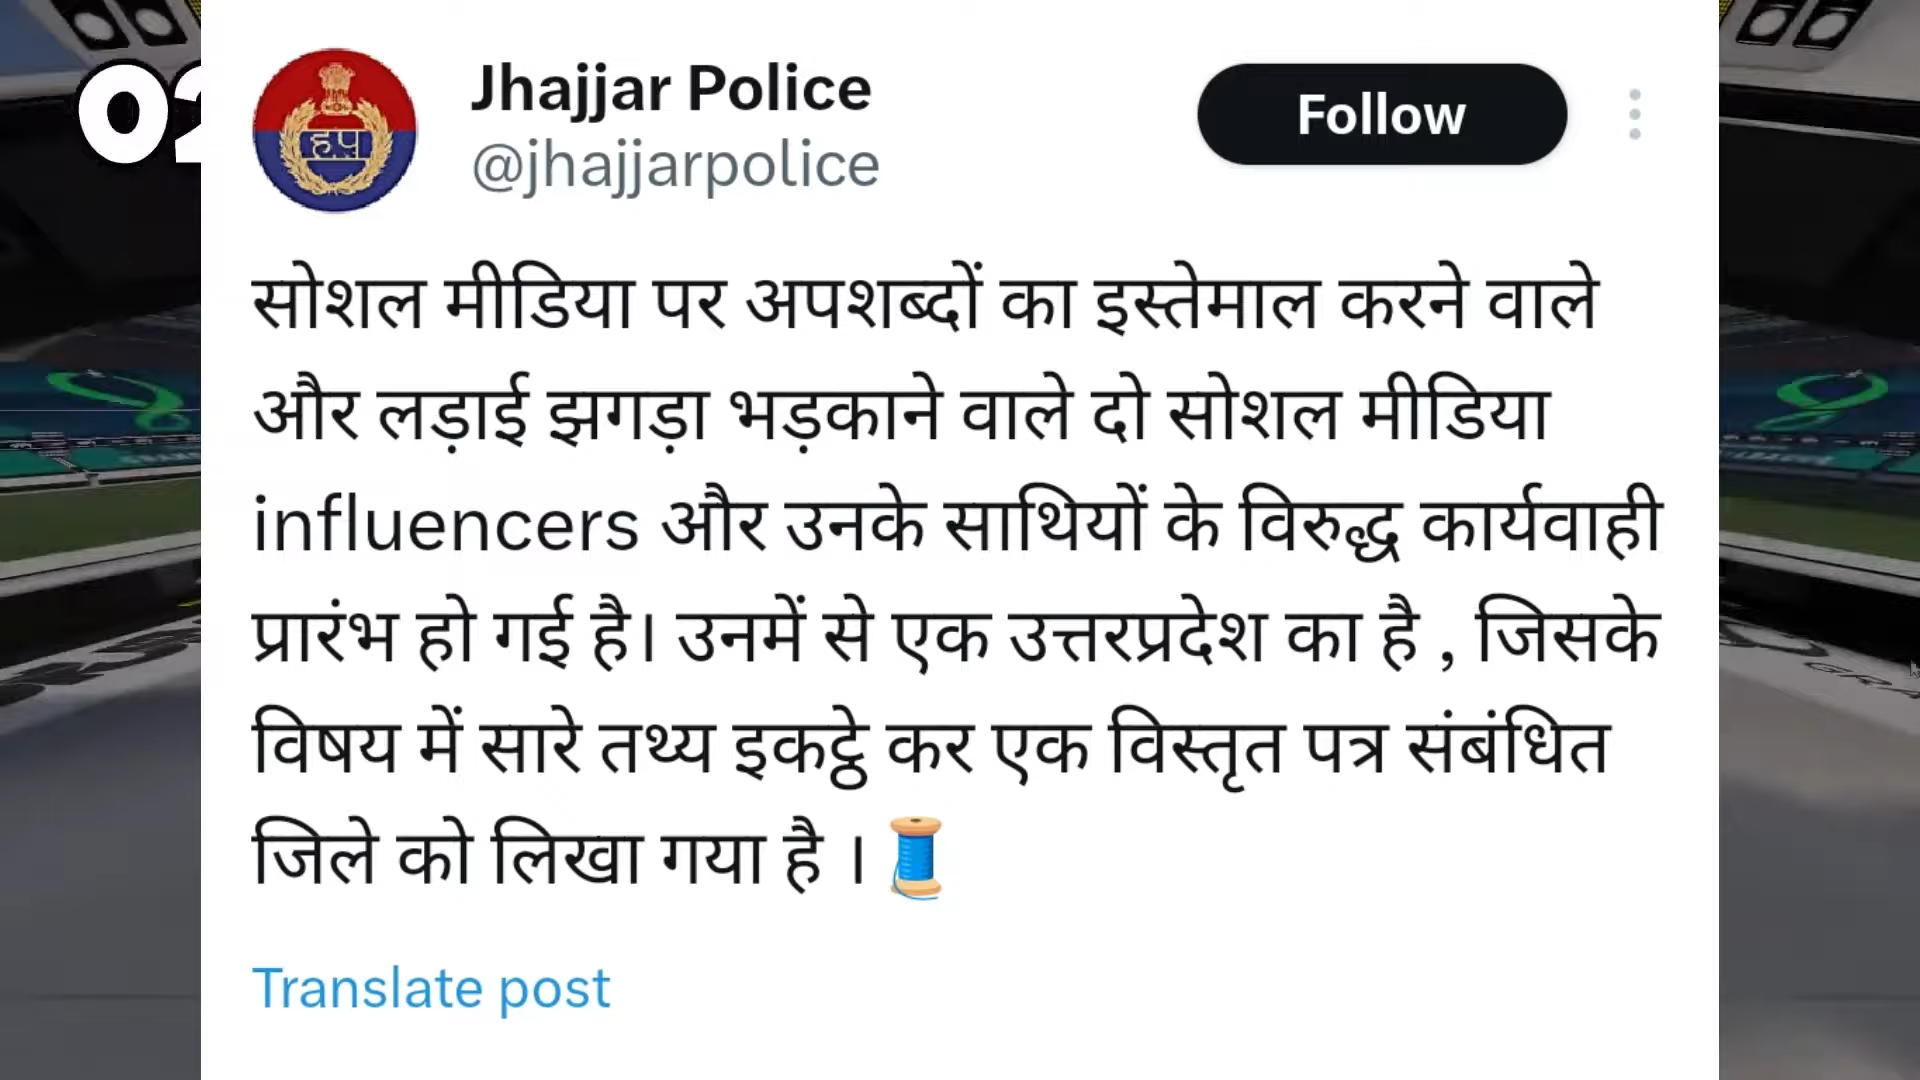 02
Jhajjar Police
@jhajjarpolice
Follow
ह.पु.
सोशल मीडिया पर अपशब्दों का इस्तेमाल करने वाले
और लड़ाई झगड़ा भड़काने वाले दो सोशल मीडिया
influencers और उनके साथियों के विरुद्ध कार्यवाही
प्रारंभ हो गई है। उनमें से एक उत्तरप्रदेश का है , जिसके
विषय में सारे तथ्य इकट्ठे कर एक विस्तृत पत्र संबंधित
जिले को लिखा गया है ।
Translate post